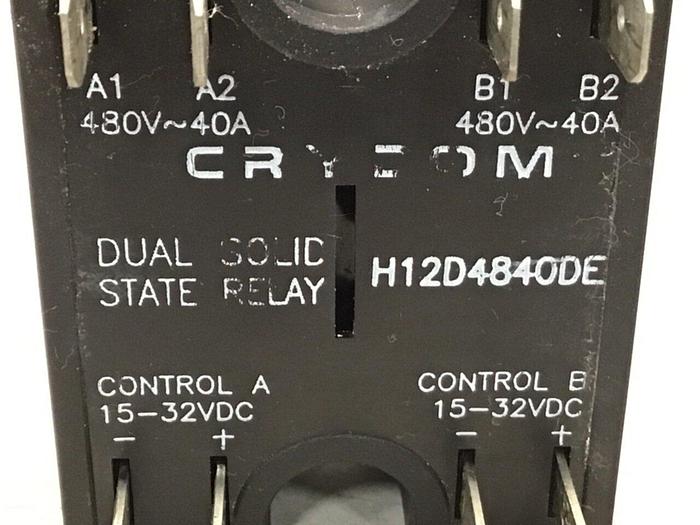 A1 A2 B1 B2
480V~40A 480V~40A
CRYDOM
DUAL SOLID
STATE RELAY
H12D4840DE
CONTROL A CONTROL B
15-32VDC 15-32VDC
- + - +